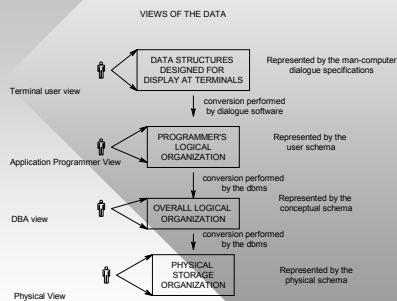 VIEWS OF THE DATA
DATA STRUCTURES
DESIGNED FOR
DISPLAY AT TERMINALS
Represented by the man-computer
dialogue specifications
Terminal user view
conversion performed
by dialogue software
PROGRAMMER'S
LOGICAL
ORGANIZATION
Represented by the
user schema
Application Programmer View
conversion performed
by the dbms
OVERALL LOGICAL
ORGANIZATION
Represented by the
conceptual schema
DBA view
conversion performed
by the dbms
PHYSICAL
STORAGE
ORGANIZATION
Represented by the
physical schema
Physical View